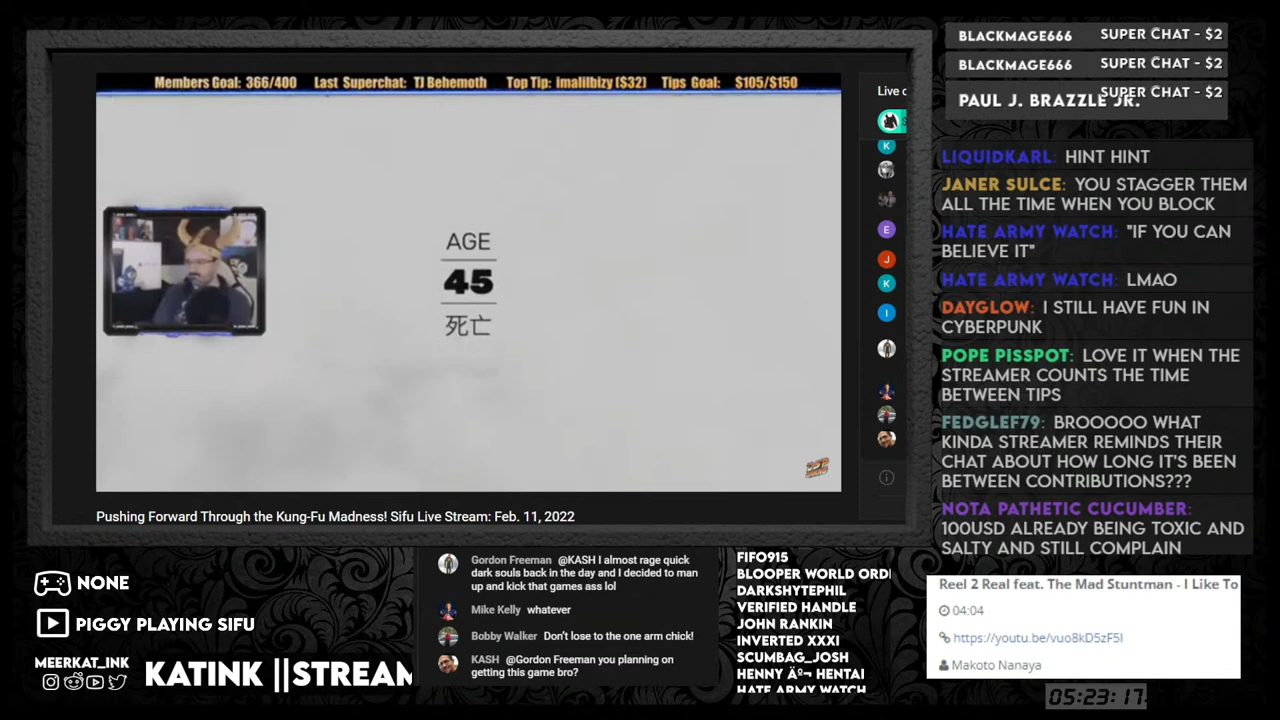 Members Goal: 366/400 Last Superchat: TJ Behemoth Top Tip: imalilbizy ($32) Tips Goal: $105/$150
AGE
45
死亡
Pushing Forward Through the Kung-Fu Madness! Sifu Live Stream: Feb. 11, 2022
Live c
K
E
J
K
I
BLACKMAGE666 SUPER CHAT - $2
BLACKMAGE666 SUPER CHAT - $2
PAUL J. BRAZZLE JR. SUPER CHAT - $2
LIQUIDKARL: HINT HINT
JANER SULCE: YOU STAGGER THEM
ALL THE TIME WHEN YOU BLOCK
HATE ARMY WATCH: "IF YOU CAN
BELIEVE IT"
HATE ARMY WATCH: LMAO
DAYGLOW: I STILL HAVE FUN IN
CYBERPUNK
POPE PISSPOT: LOVE IT WHEN THE
STREAMER COUNTS THE TIME
BETWEEN TIPS
FEDGLEF79: BROOOOO WHAT
KINDA STREAMER REMINDS THEIR
CHAT ABOUT HOW LONG IT'S BEEN
BETWEEN CONTRIBUTIONS???
NOTA PATHETIC CUCUMBER:
100USD ALREADY BEING TOXIC AND
SALTY AND STILL COMPLAIN
NONE
PIGGY PLAYING SIFU
MEERKAT_INK
KATINK ||STREAM
Gordon Freeman @KASH I almost rage quick
dark souls back in the day and I decided to man
up and kick that games ass lol
Mike Kelly whatever
Bobby Walker Don't lose to the one arm chick!
KASH @Gordon Freeman you planning on
getting this game bro?
FIFO915
BLOOPER WORLD ORDE
DARKSHYTEPHIL
VERIFIED HANDLE
JOHN RANKIN
INVERTED XXXI
SCUMBAG_JOSH
HENNY Äº¬ HENTAI
HATE ARMY WATCH
Reel 2 Real feat. The Mad Stuntman - I Like To
04:04
https://youtu.be/vuo8kD5zF5I
Makoto Nanaya
05:23:17